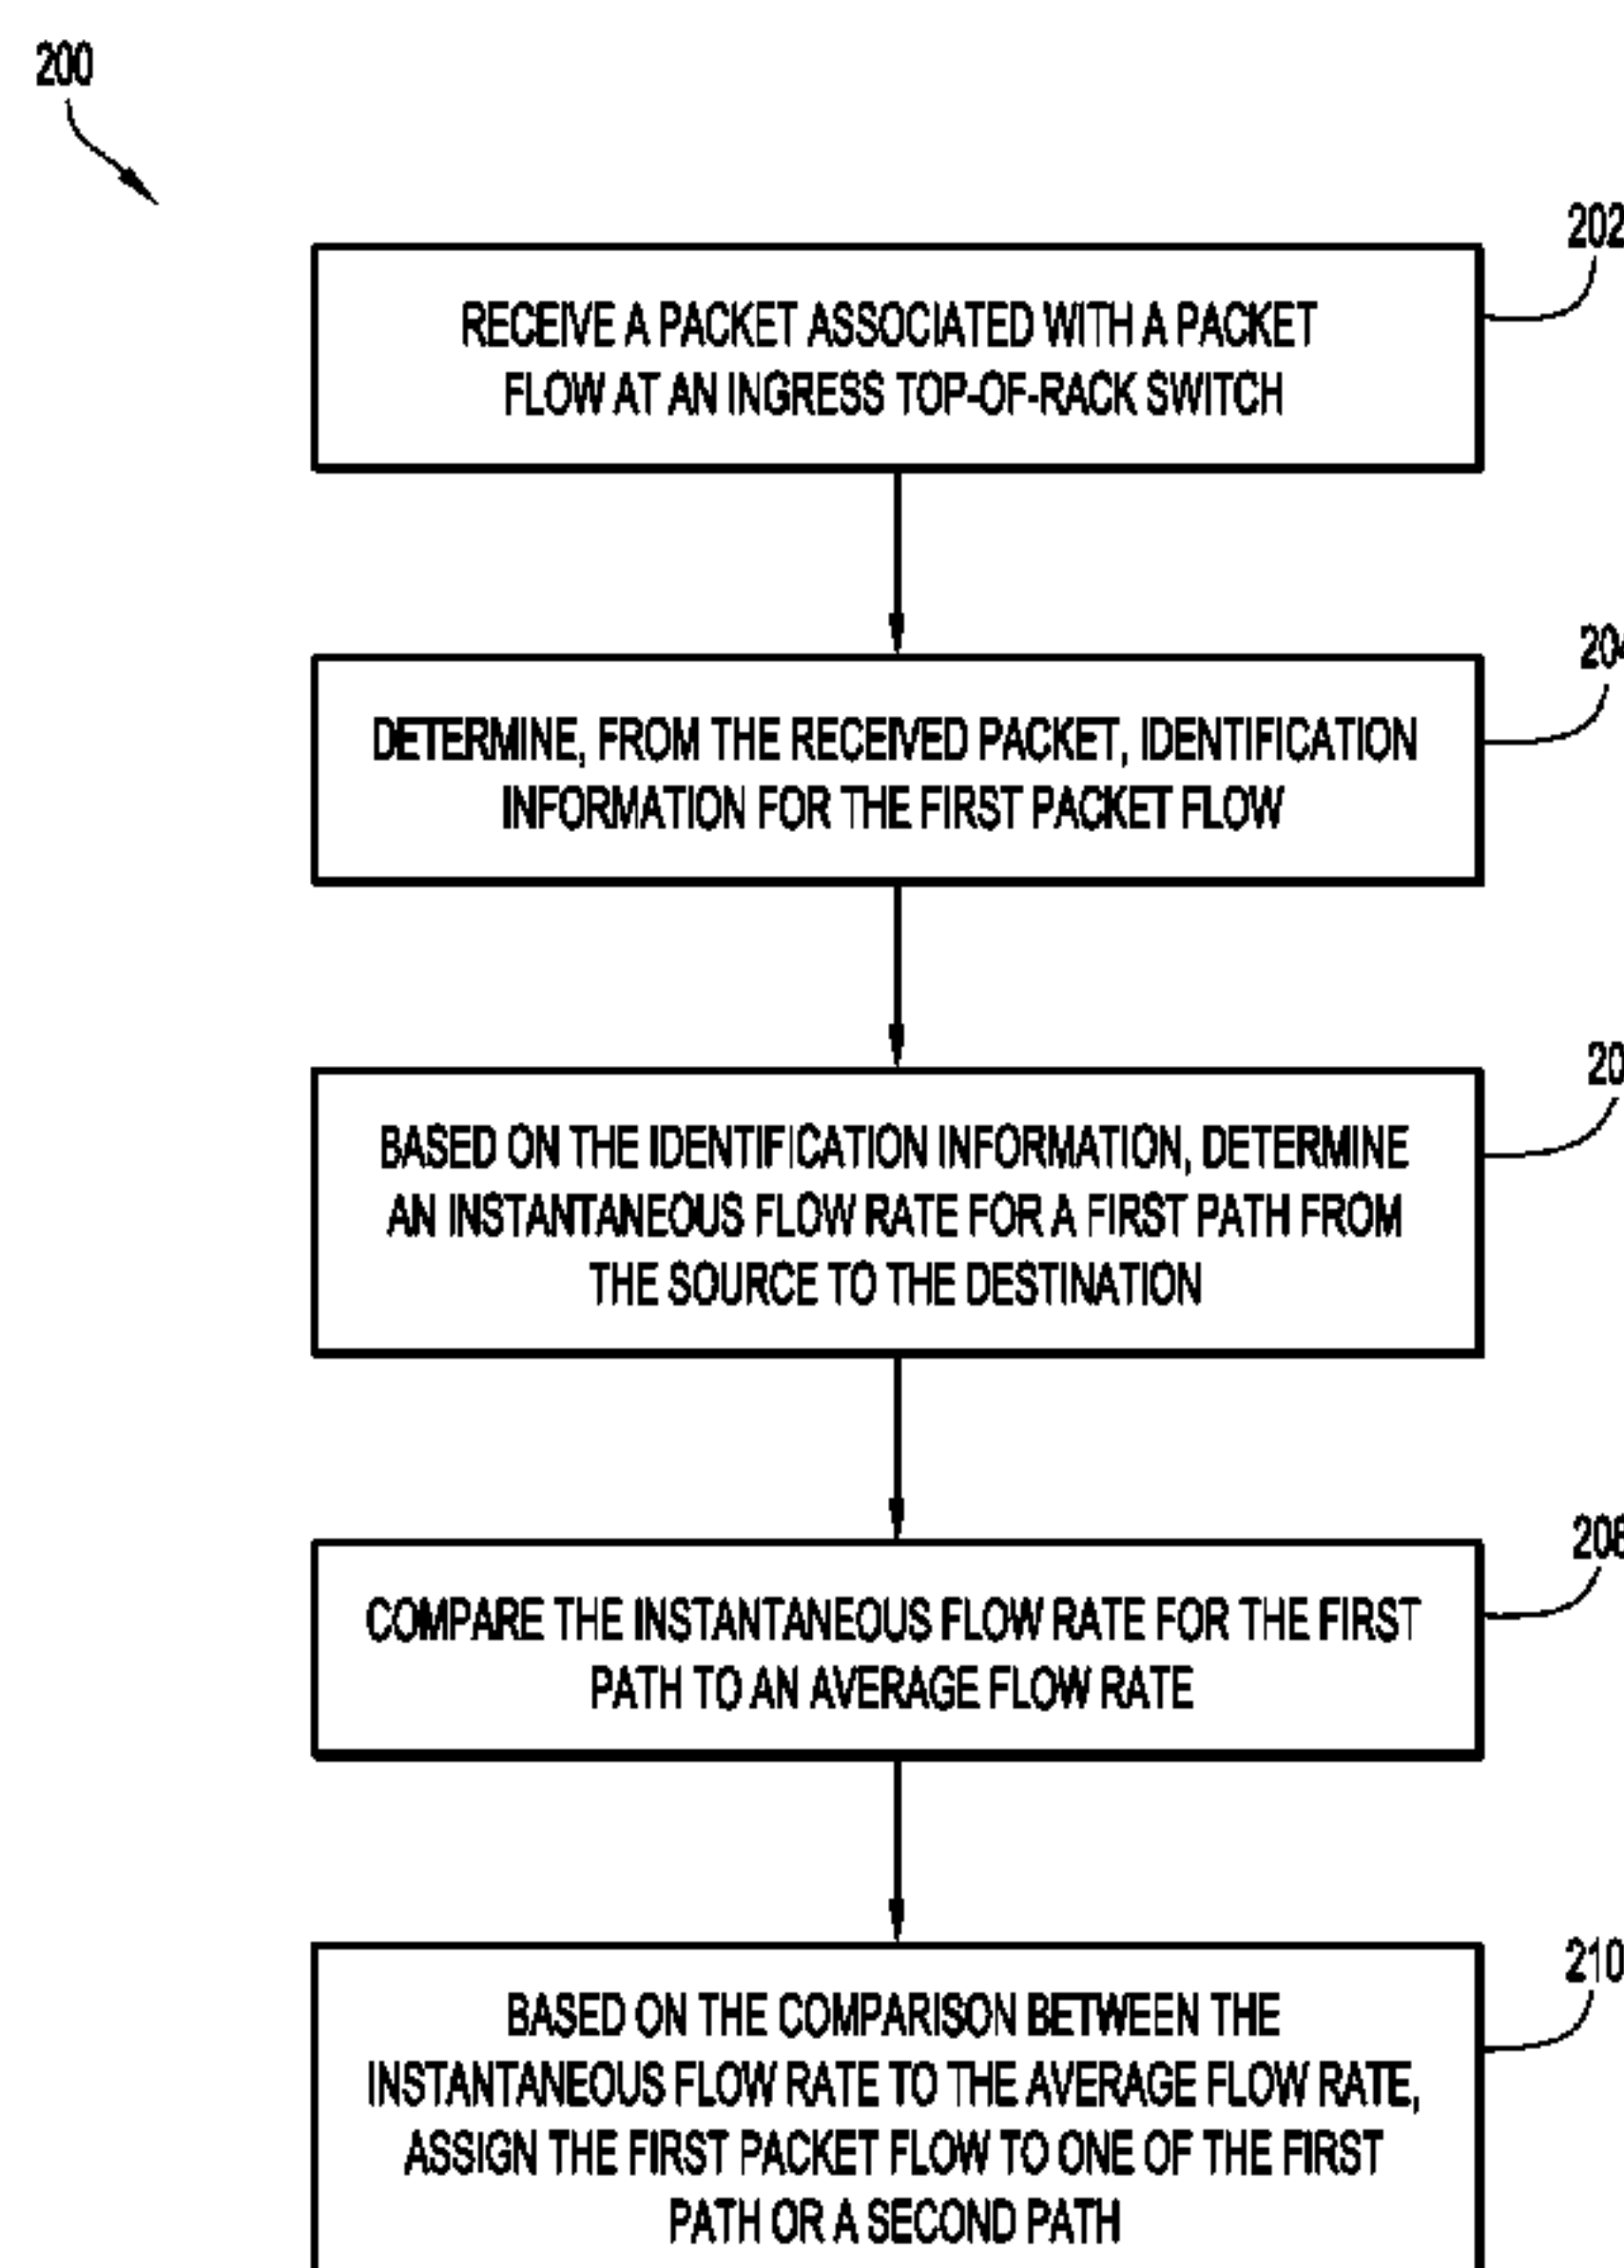 200
202
RECEIVE A PACKET ASSOCIATED WITH A PACKET
FLOW AT AN INGRESS TOP-OF-RACK SWITCH
204
DETERMINE, FROM THE RECEIVED PACKET, IDENTIFICATION
INFORMATION FOR THE FIRST PACKET FLOW
20
BASED ON THE IDENTIFICATION INFORMATION, DETERMINE
AN INSTANTANEOUS FLOW RATE FOR A FIRST PATH FROM
THE SOURCE TO THE DESTINATION
208
COMPARE THE INSTANTANEOUS FLOW RATE FOR THE FIRST
PATH TO AN AVERAGE FLOW RATE
210
BASED ON THE COMPARISON BETWEEN THE
INSTANTANEOUS FLOW RATE TO THE AVERAGE FLOW RATE,
ASSIGN THE FIRST PACKET FLOW TO ONE OF THE FIRST
PATH OR A SECOND PATH